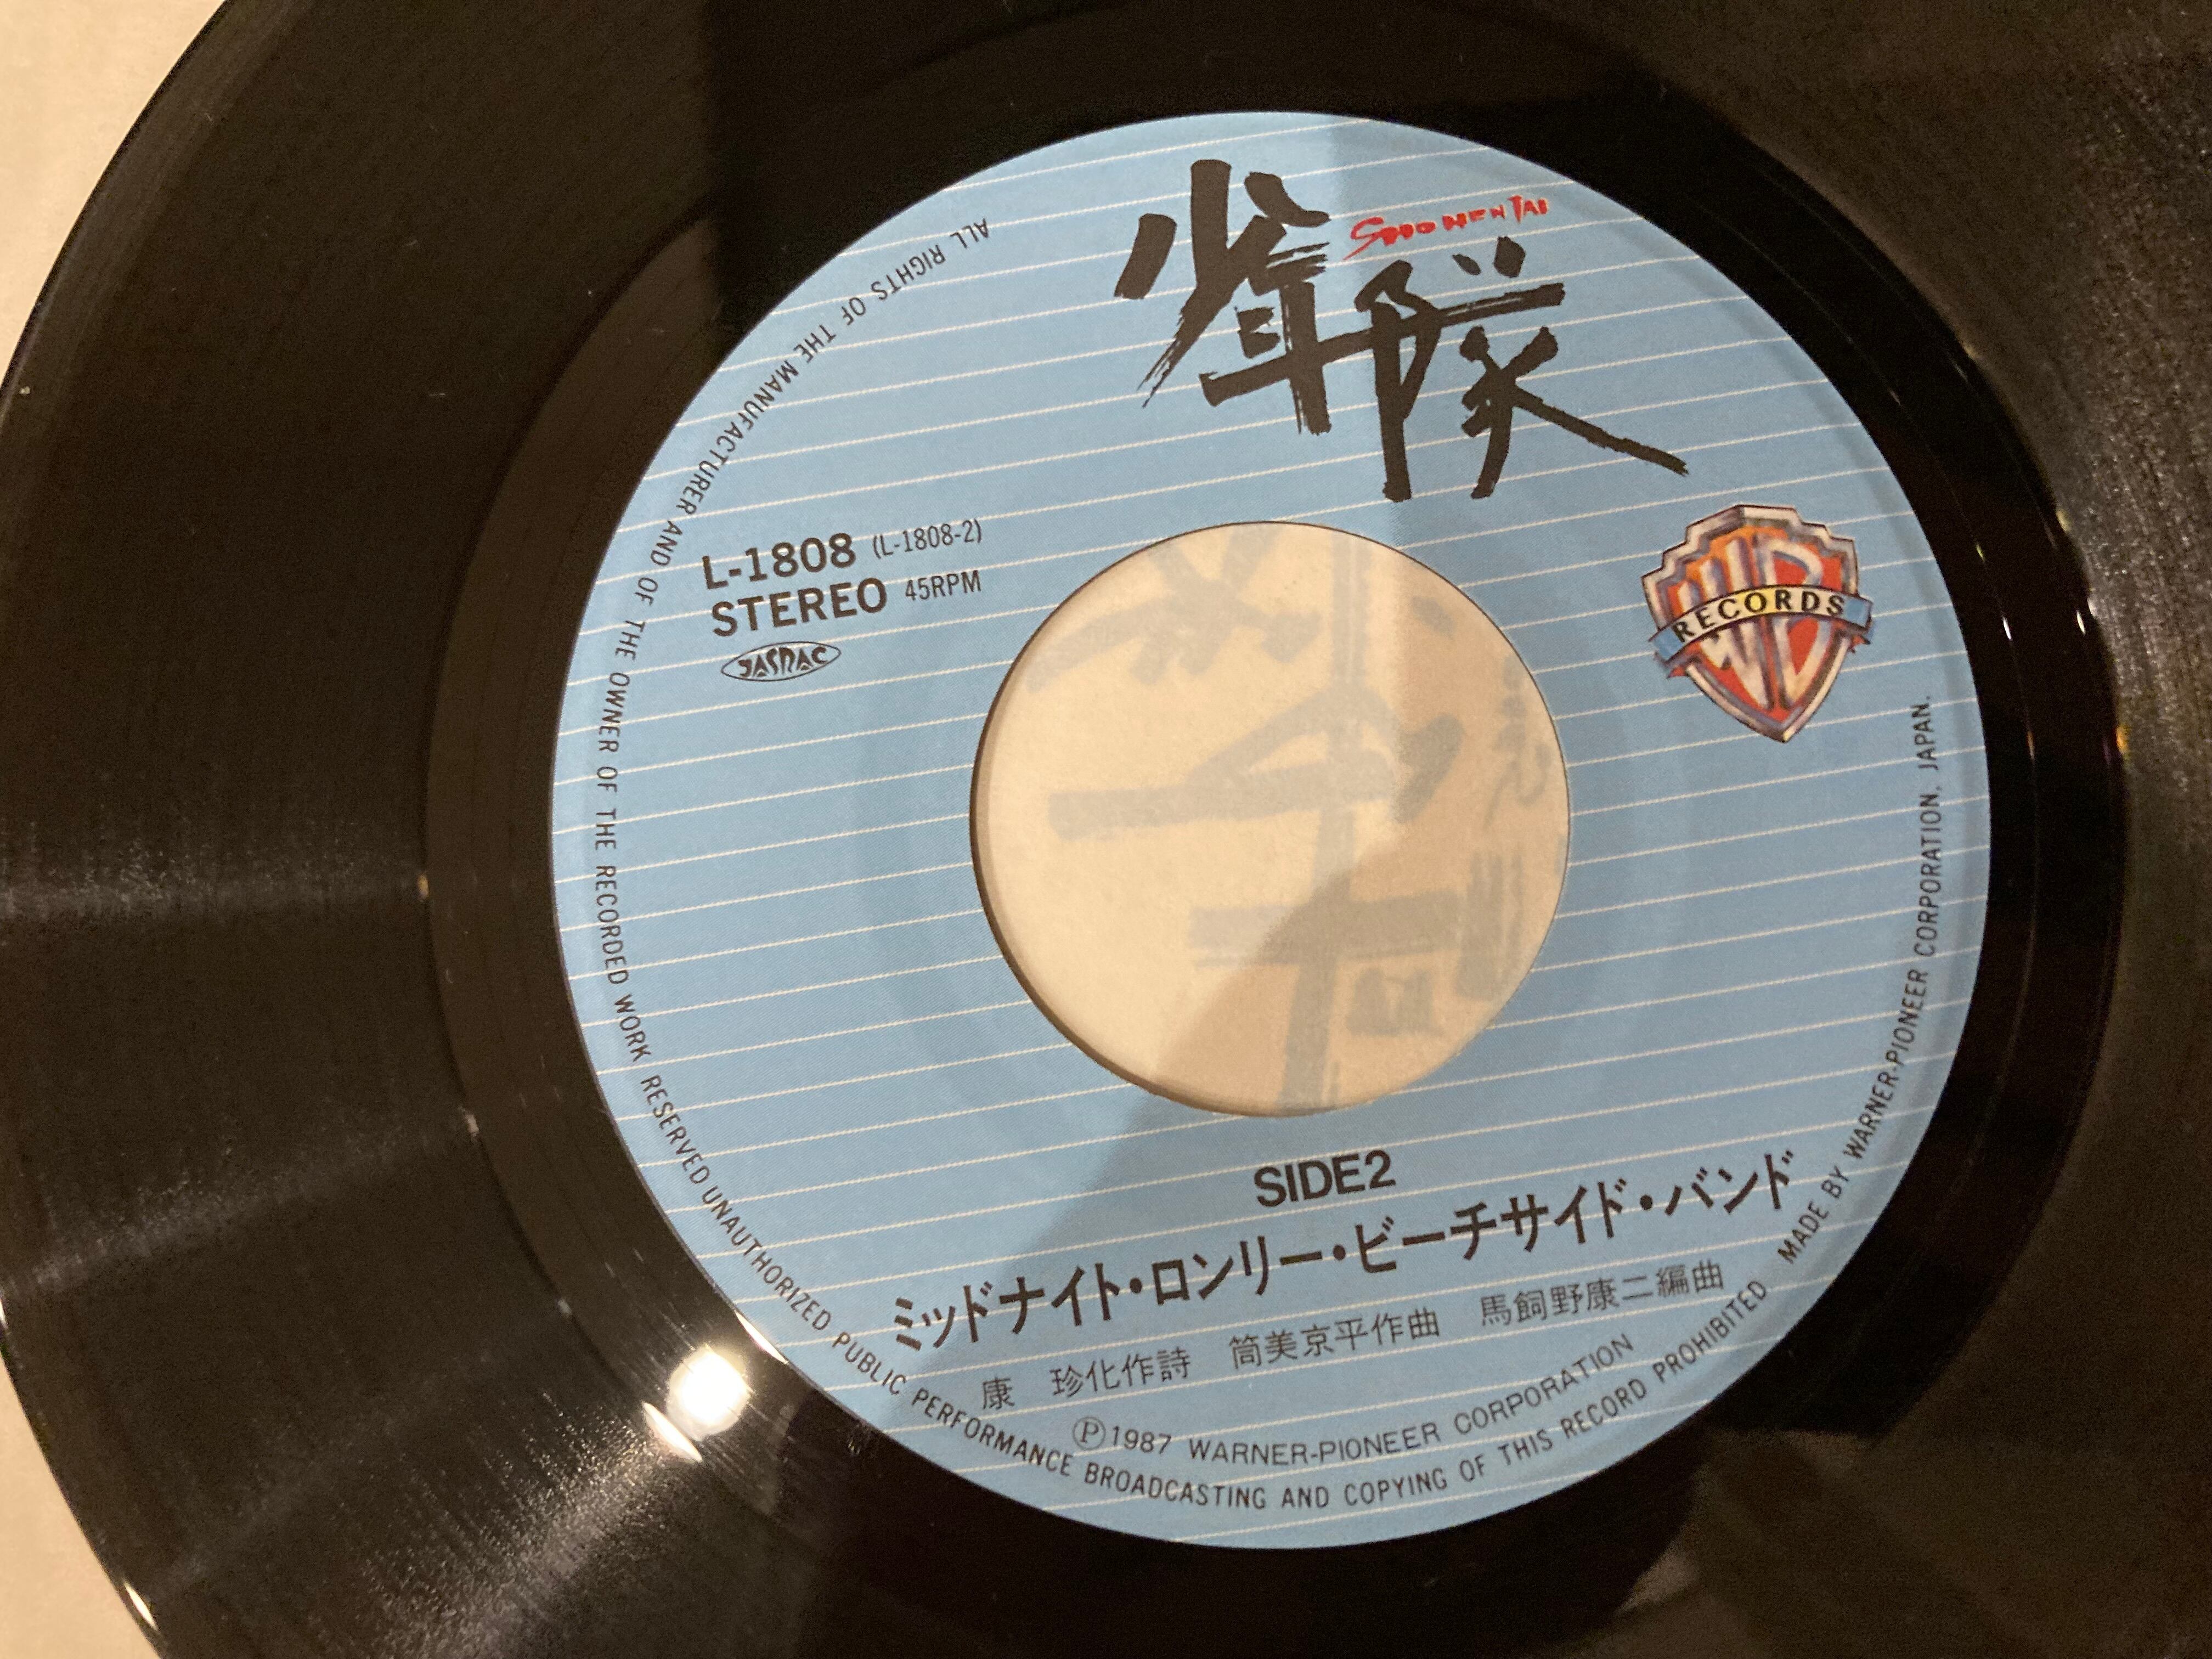 少年隊
SHONENTAI
L-1808 (L-1808-2)
STEREO 45RPM
JASRAC
WB
RECORDS
SIDE2
ミッドナイト・ロンリー・ビーチサイド・バンド
康 珍化作詩 筒美京平作曲 馬飼野康二編曲
Ⓟ1987 WARNER-PIONEER CORPORATION
ALL RIGHTS OF THE MANUFACTURER AND OF THE OWNER OF THE RECORDED WORK RESERVED UNAUTHORIZED PUBLIC PERFORMANCE BROADCASTING AND COPYING OF THIS RECORD PROHIBITED MADE BY WARNER-PIONEER CORPORATION, JAPAN.